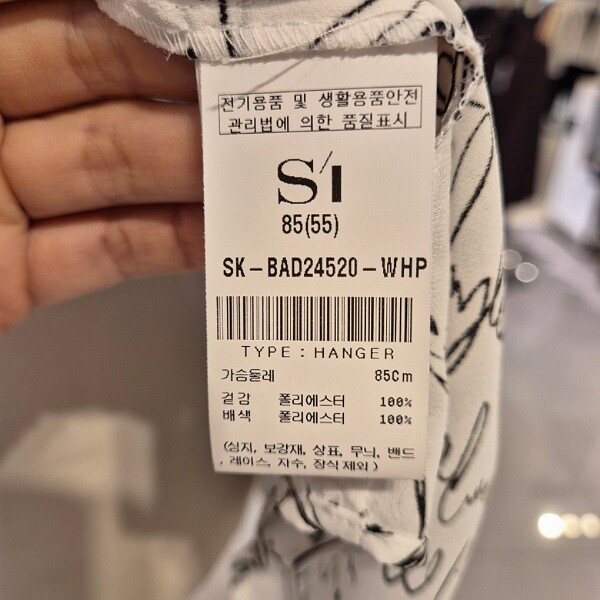 전기용품 및 생활용품안전
관리법에 의한 품질표시
S/I
85(55)
SK-BAD24520-WHP
TYPE : HANGER
가슴둘레 85Cm
겉감 폴리에스터 100%
배색 폴리에스터 100%
(심지, 보강재, 상표, 무늬, 밴드
, 레이스, 자수, 장식 제외)